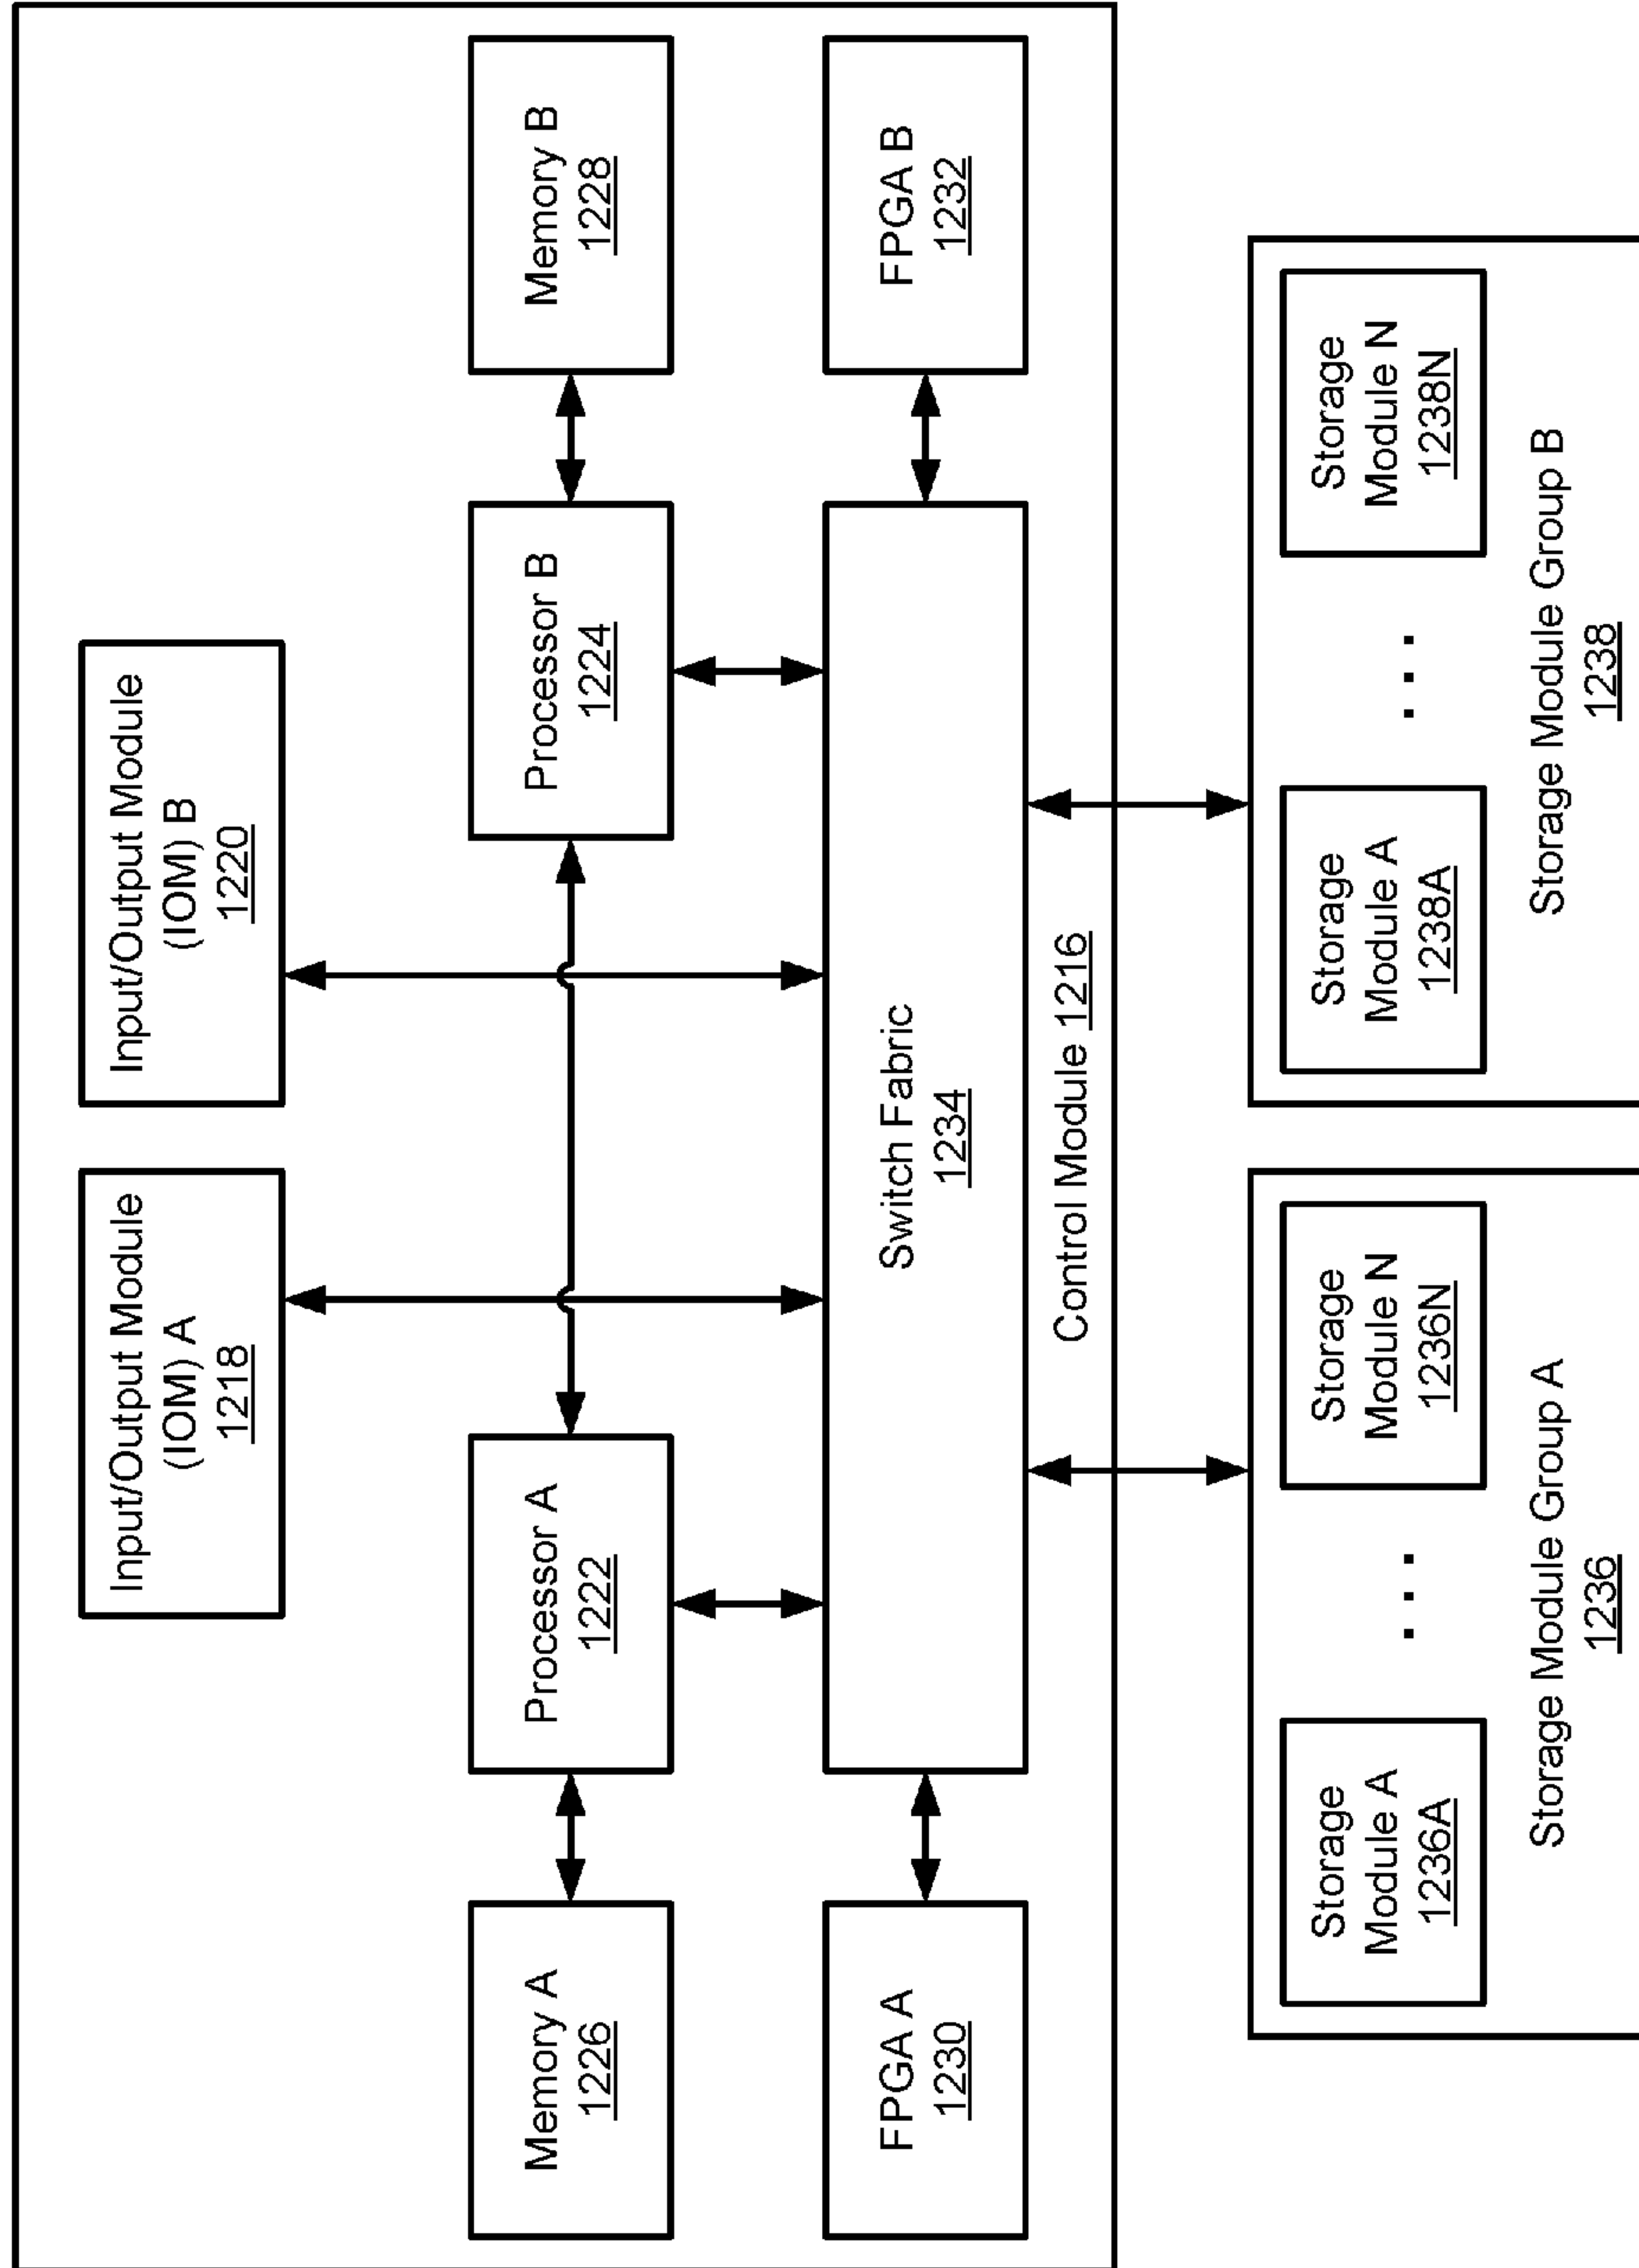 Input/Output Module
(IOM) A
1218
Input/Output Module
(IOM) B
1220
Memory A
1226
Processor A
1222
Processor B
1224
Memory B
1228
FPGA A
1230
Switch Fabric
1234
FPGA B
1232
Control Module 1216
Storage
Module A
1236A
. . .
Storage
Module N
1236N
Storage Module Group A
1236
Storage
Module A
1238A
. . .
Storage
Module N
1238N
Storage Module Group B
1238